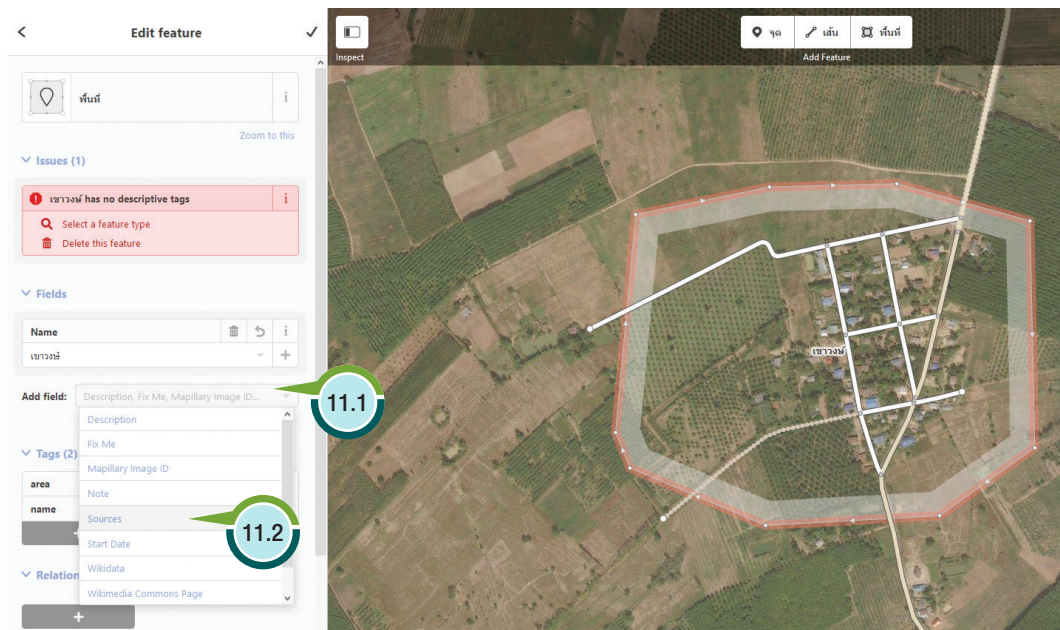 Edit feature
พื้นที่
i
Zoom to this
Issues (1)
เขาวงษ์ has no descriptive tags
i
Select a feature type
Delete this feature
Fields
Name
i
เขาวงษ์
+
Add field:
Description, Fix Me, Mapillary Image ID...
11.1
Description
Fix Me
Mapillary Image ID
Note
Sources
11.2
Start Date
Wikidata
Wikimedia Commons Page
Tags (2)
area
name
Relation
+
Inspect
จุด
เส้น
พื้นที่
Add Feature
เขาวงษ์